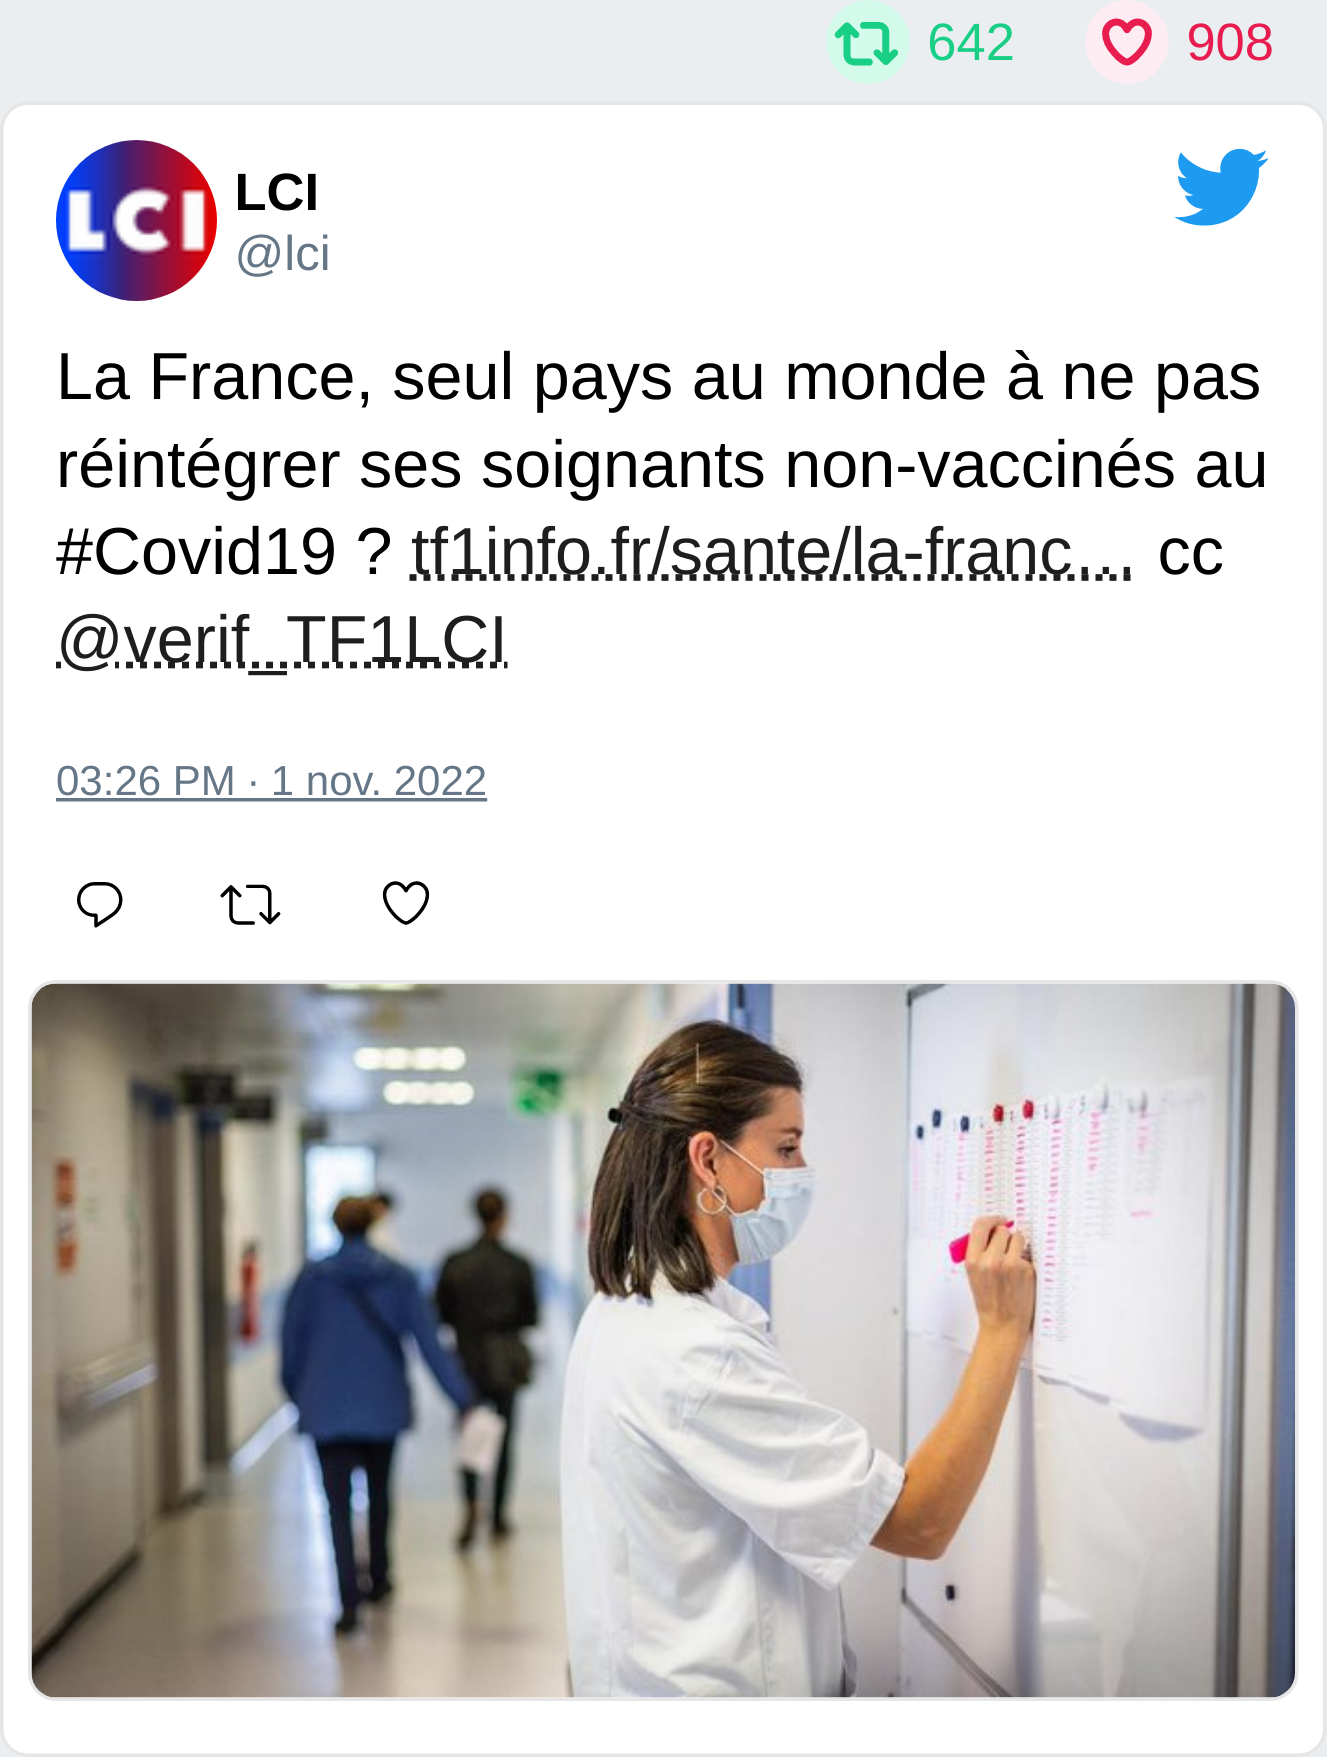 642 908
LCI
LCI
@lci
La France, seul pays au monde à ne pas
réintégrer ses soignants non-vaccinés au
#Covid19 ? tf1info.fr/sante/la-franc… cc
@verif_TF1LCI
03:26 PM · 1 nov. 2022